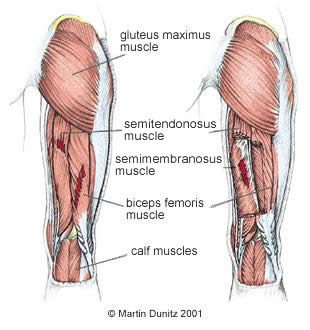 gluteus maximus
muscle
semitendonosus
muscle
semimembranosus
muscle
biceps femoris
muscle
calf muscles
© Martin Dunitz 2001